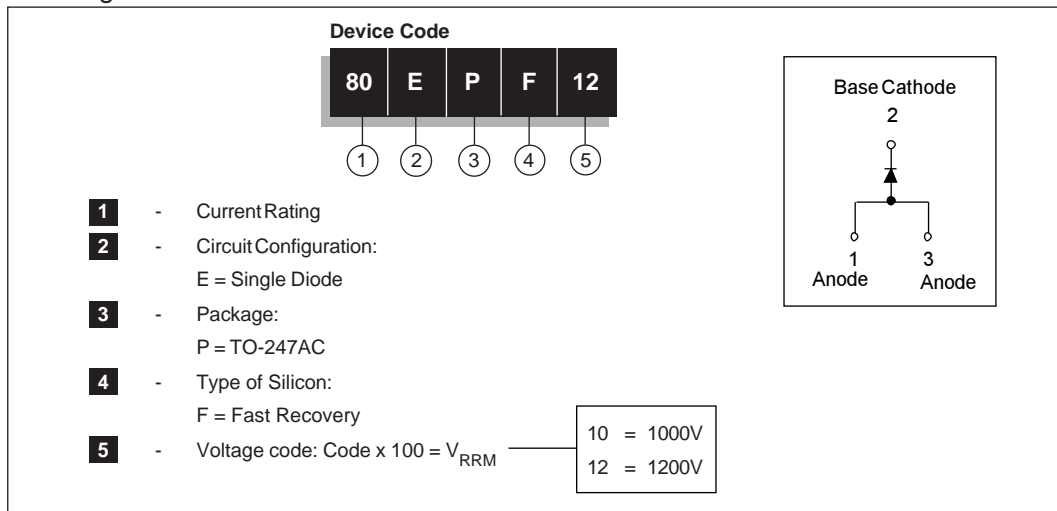 Device Code
80 E P F 12
1 2 3 4 5
1 - Current Rating
2 - Circuit Configuration:
E = Single Diode
3 - Package:
P = TO-247AC
4 - Type of Silicon:
F = Fast Recovery
5 - Voltage code: Code x 100 = VRRM
10 = 1000V
12 = 1200V
Base Cathode
2
1 3
Anode Anode